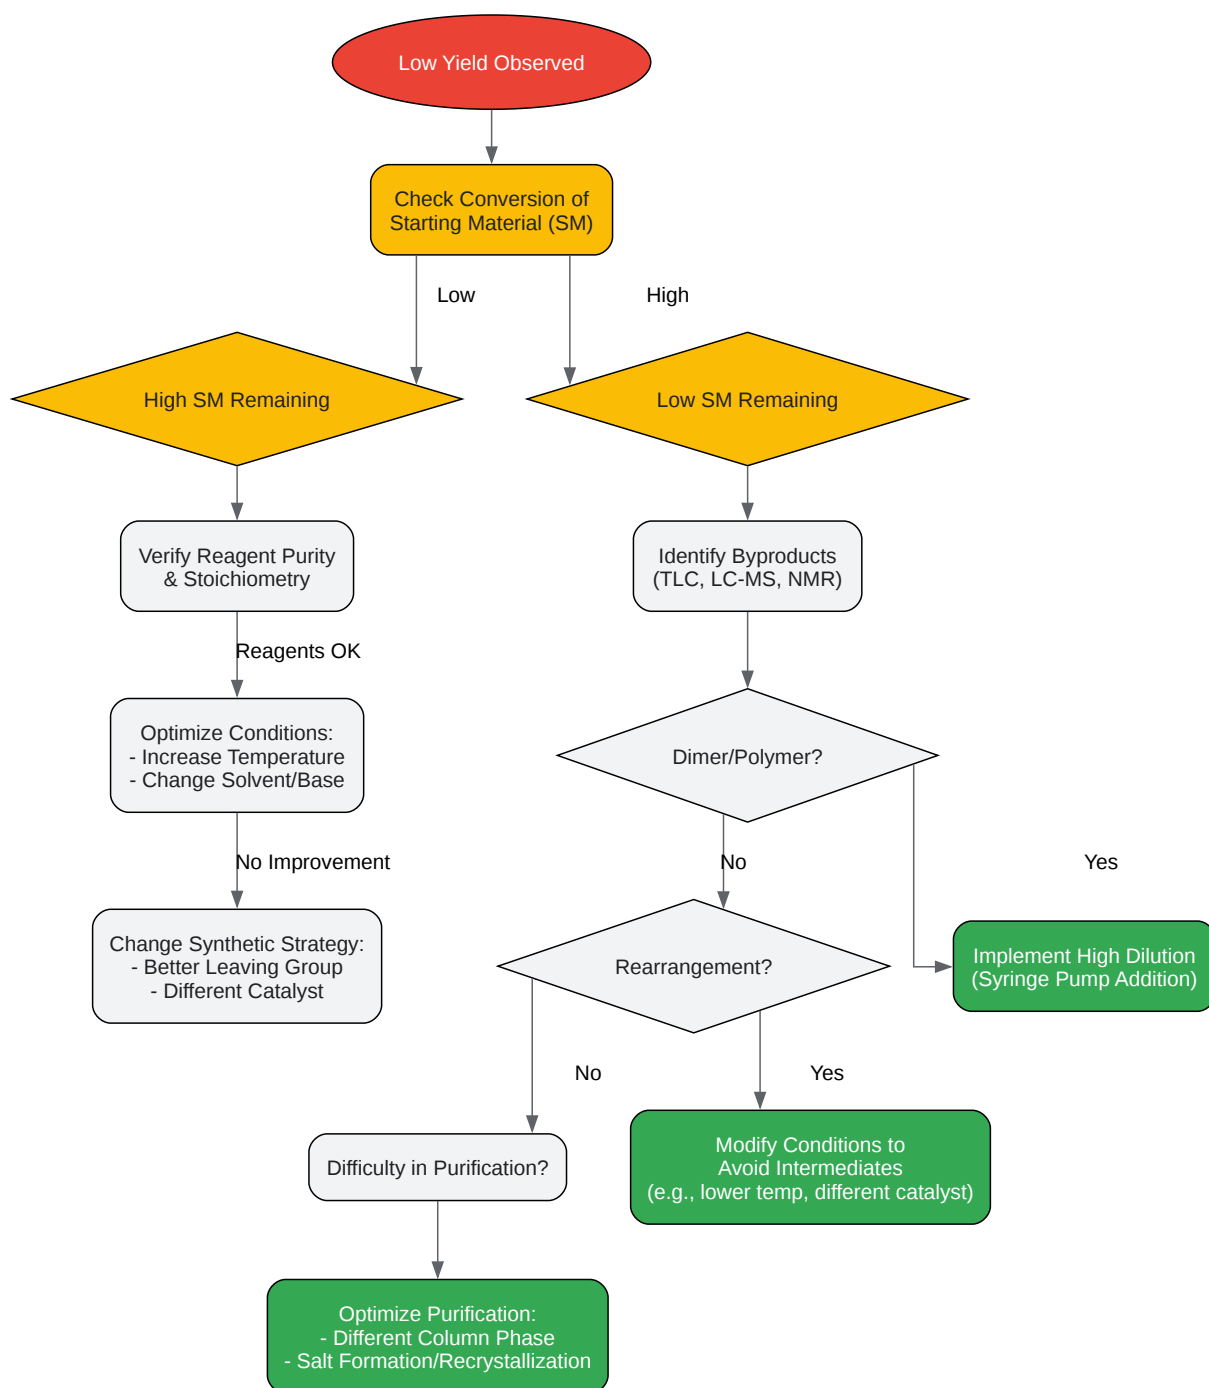 Low Yield Observed
Check Conversion of
Starting Material (SM)
Low
High
High SM Remaining
Low SM Remaining
Verify Reagent Purity
& Stoichiometry
Identify Byproducts
(TLC, LC-MS, NMR)
Reagents OK
Optimize Conditions:
- Increase Temperature
- Change Solvent/Base
Dimer/Polymer?
No Improvement
No
Yes
Change Synthetic Strategy:
- Better Leaving Group
- Different Catalyst
Rearrangement?
Implement High Dilution
(Syringe Pump Addition)
No
Yes
Difficulty in Purification?
Modify Conditions to
Avoid Intermediates
(e.g., lower temp, different catalyst)
Optimize Purification:
- Different Column Phase
- Salt Formation/Recrystallization